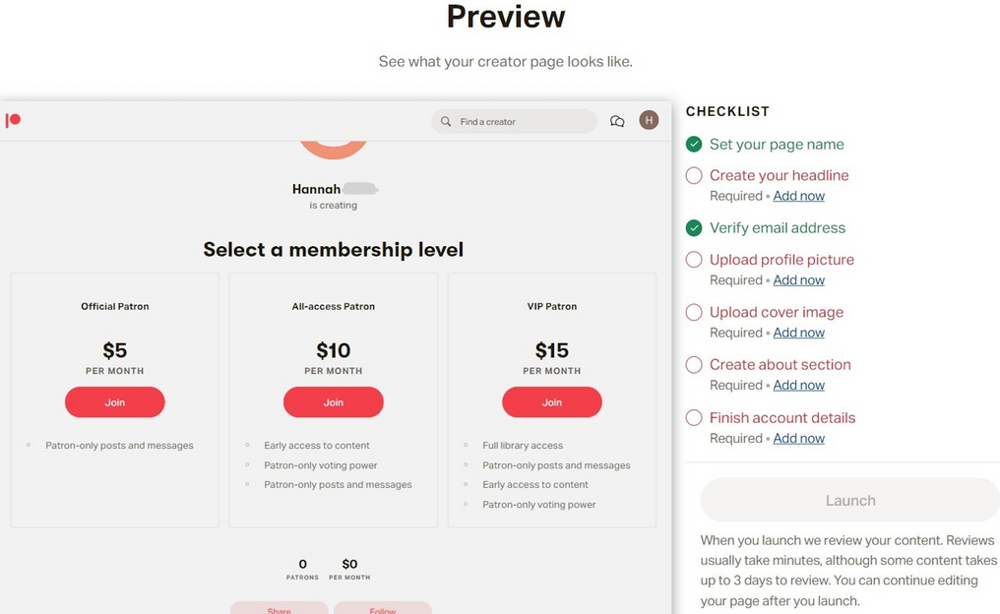 Preview
See what your creator page looks like.
Find a creator
H
Hannah
is creating
Select a membership level
Official Patron
$5
PER MONTH
Join
Patron-only posts and messages
All-access Patron
$10
PER MONTH
Join
Early access to content
Patron-only voting power
Patron-only posts and messages
VIP Patron
$15
PER MONTH
Join
Full library access
Patron-only posts and messages
Early access to content
Patron-only voting power
0
PATRONS
$0
PER MONTH
Share
Follow
CHECKLIST
Set your page name
Create your headline
Required • Add now
Verify email address
Upload profile picture
Required • Add now
Upload cover image
Required • Add now
Create about section
Required • Add now
Finish account details
Required • Add now
Launch
When you launch we review your content. Reviews
usually take minutes, although some content takes
up to 3 days to review. You can continue editing
your page after you launch.